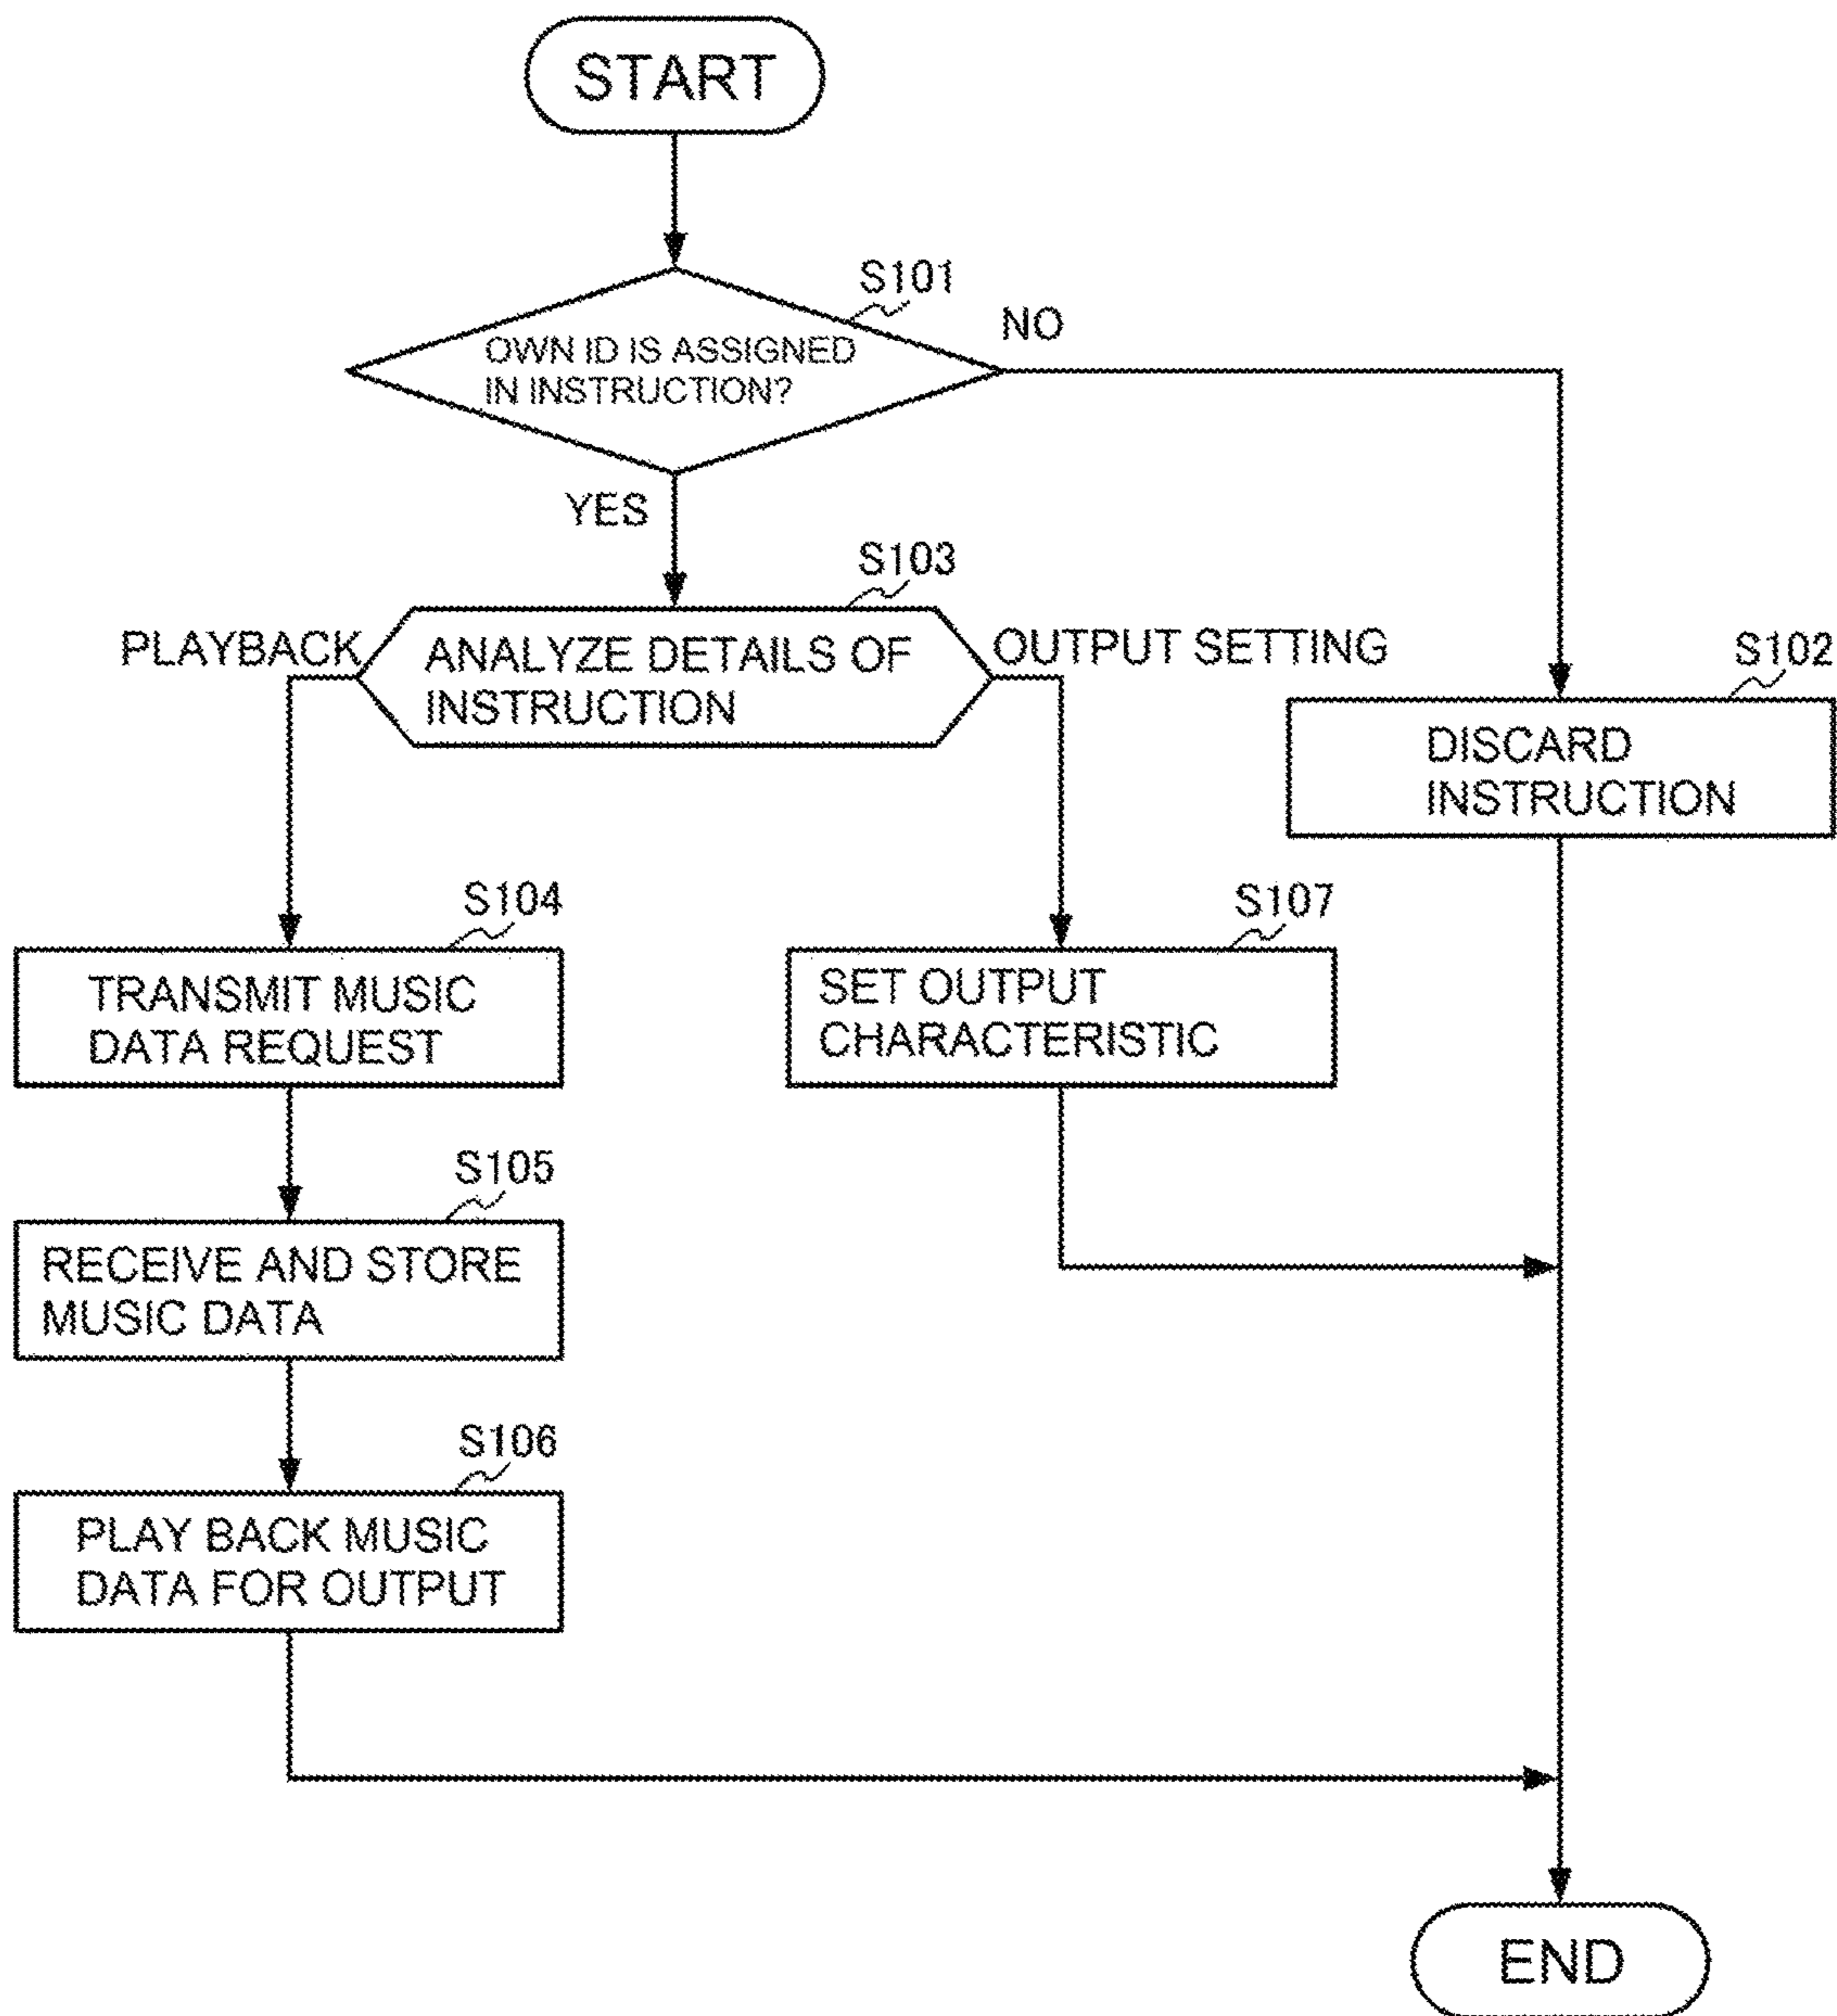 START
S101
OWN ID IS ASSIGNED
IN INSTRUCTION?
NO
YES
S103
PLAYBACK
ANALYZE DETAILS OF
INSTRUCTION
OUTPUT SETTING
S102
DISCARD
INSTRUCTION
S104
TRANSMIT MUSIC
DATA REQUEST
S107
SET OUTPUT
CHARACTERISTIC
S105
RECEIVE AND STORE
MUSIC DATA
S106
PLAY BACK MUSIC
DATA FOR OUTPUT
END